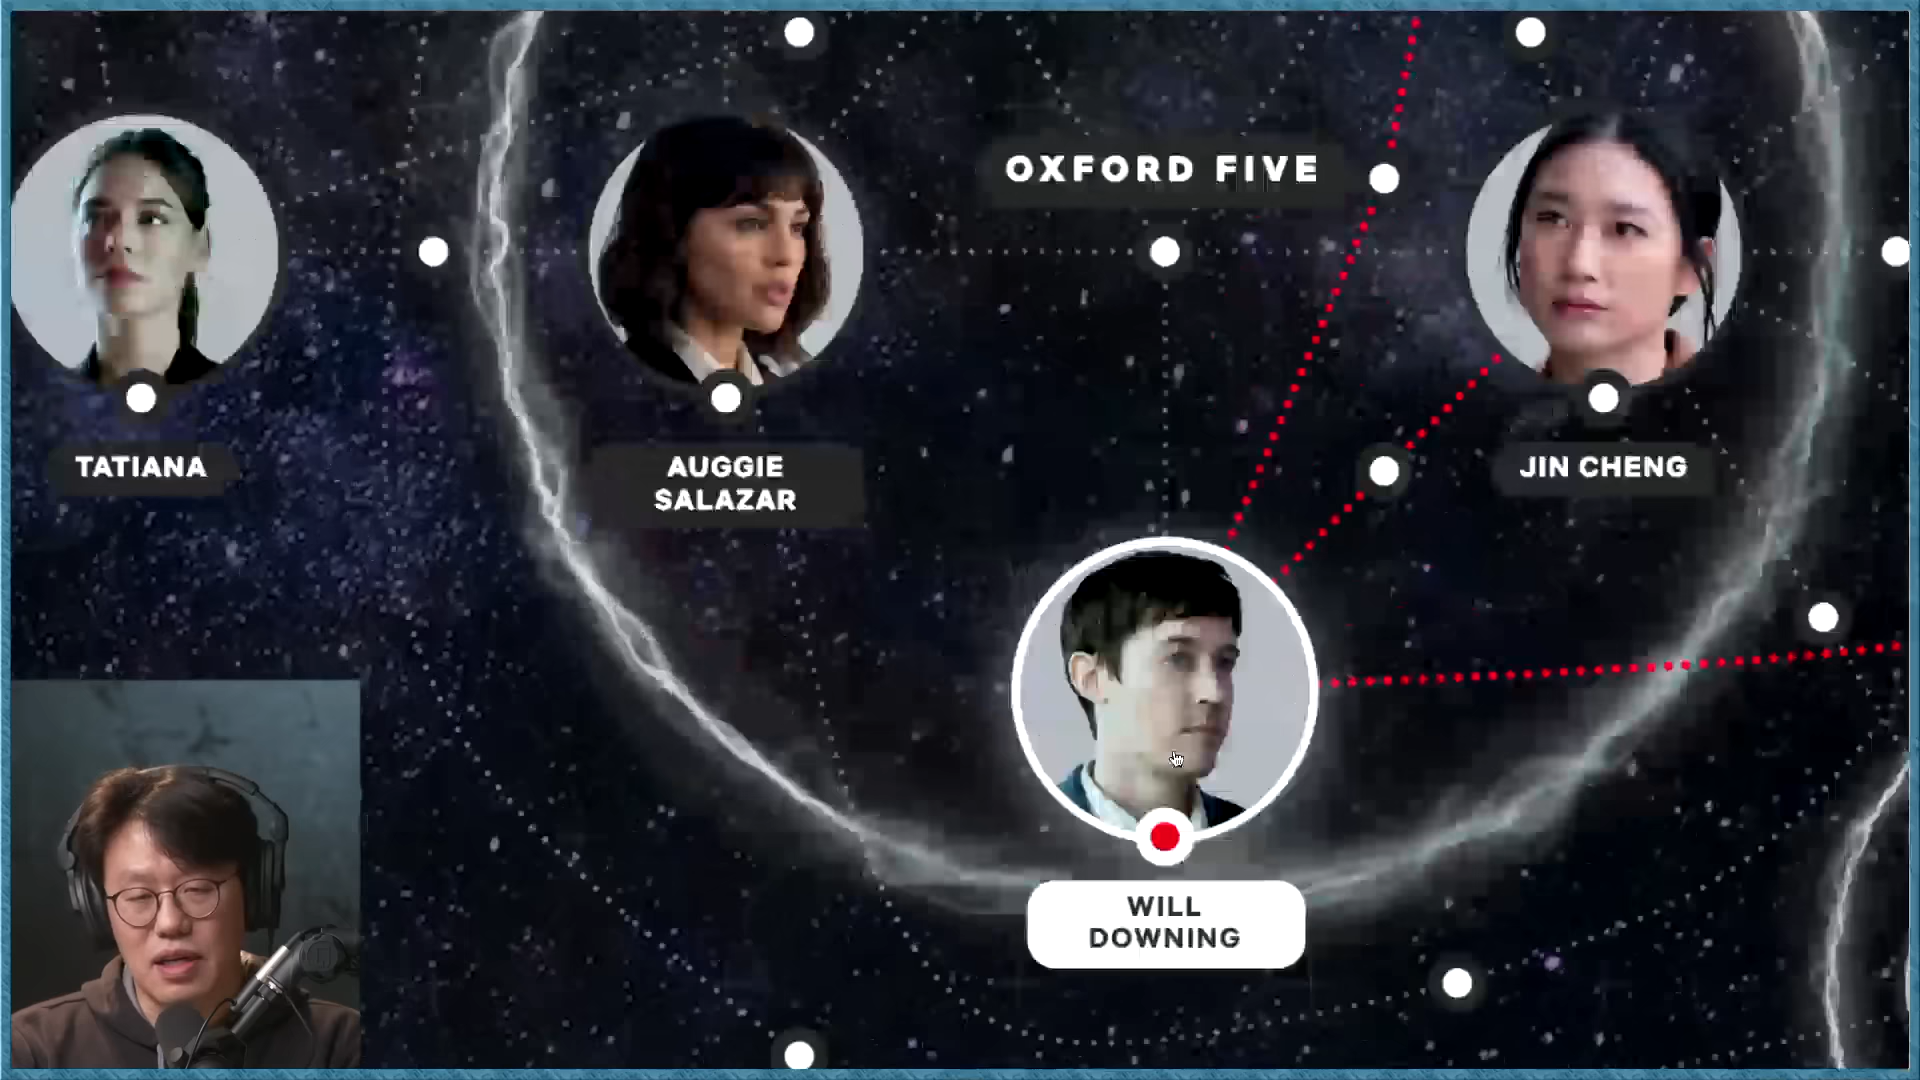 OXFORD FIVE
TATIANA
AUGGIE
SALAZAR
JIN CHENG
WILL
DOWNING